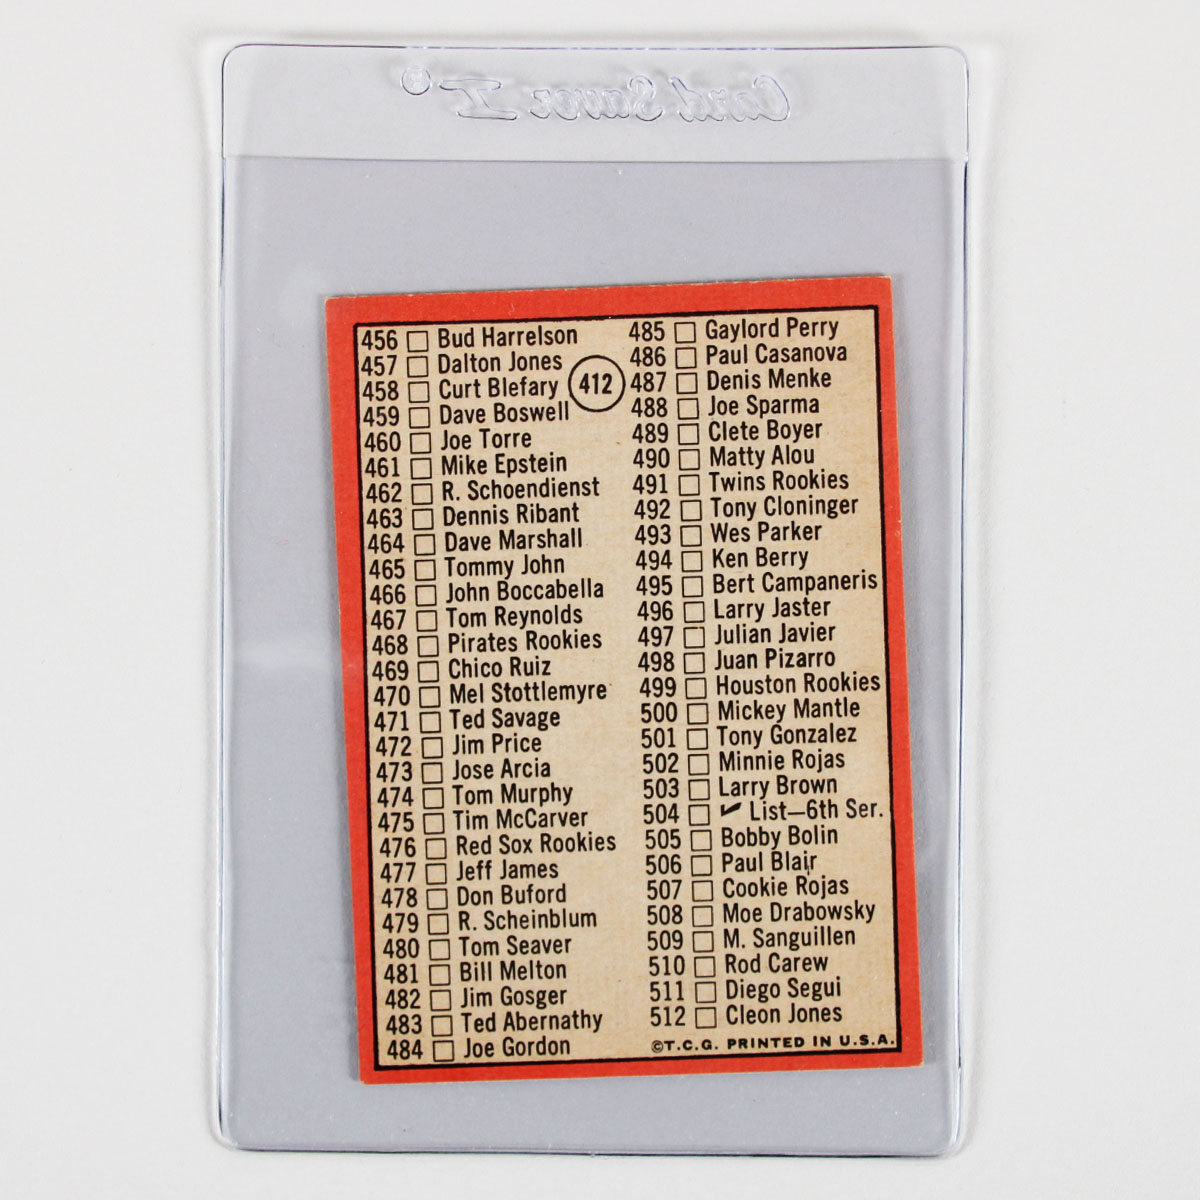 Card Saver I®
456 Bud Harrelson
457 Dalton Jones
458 Curt Blefary
459 Dave Boswell
460 Joe Torre
461 Mike Epstein
462 R. Schoendienst
463 Dennis Ribant
464 Dave Marshall
465 Tommy John
466 John Boccabella
467 Tom Reynolds
468 Pirates Rookies
469 Chico Ruiz
470 Mel Stottlemyre
471 Ted Savage
472 Jim Price
473 Jose Arcia
474 Tom Murphy
475 Tim McCarver
476 Red Sox Rookies
477 Jeff James
478 Don Buford
479 R. Scheinblum
480 Tom Seaver
481 Bill Melton
482 Jim Gosger
483 Ted Abernathy
484 Joe Gordon
412
485 Gaylord Perry
486 Paul Casanova
487 Denis Menke
488 Joe Sparma
489 Clete Boyer
490 Matty Alou
491 Twins Rookies
492 Tony Cloninger
493 Wes Parker
494 Ken Berry
495 Bert Campaneris
496 Larry Jaster
497 Julian Javier
498 Juan Pizarro
499 Houston Rookies
500 Mickey Mantle
501 Tony Gonzalez
502 Minnie Rojas
503 Larry Brown
504 ✓ List—6th Ser.
505 Bobby Bolin
506 Paul Blair
507 Cookie Rojas
508 Moe Drabowsky
509 M. Sanguillen
510 Rod Carew
511 Diego Segui
512 Cleon Jones
©T.C.G. PRINTED IN U.S.A.